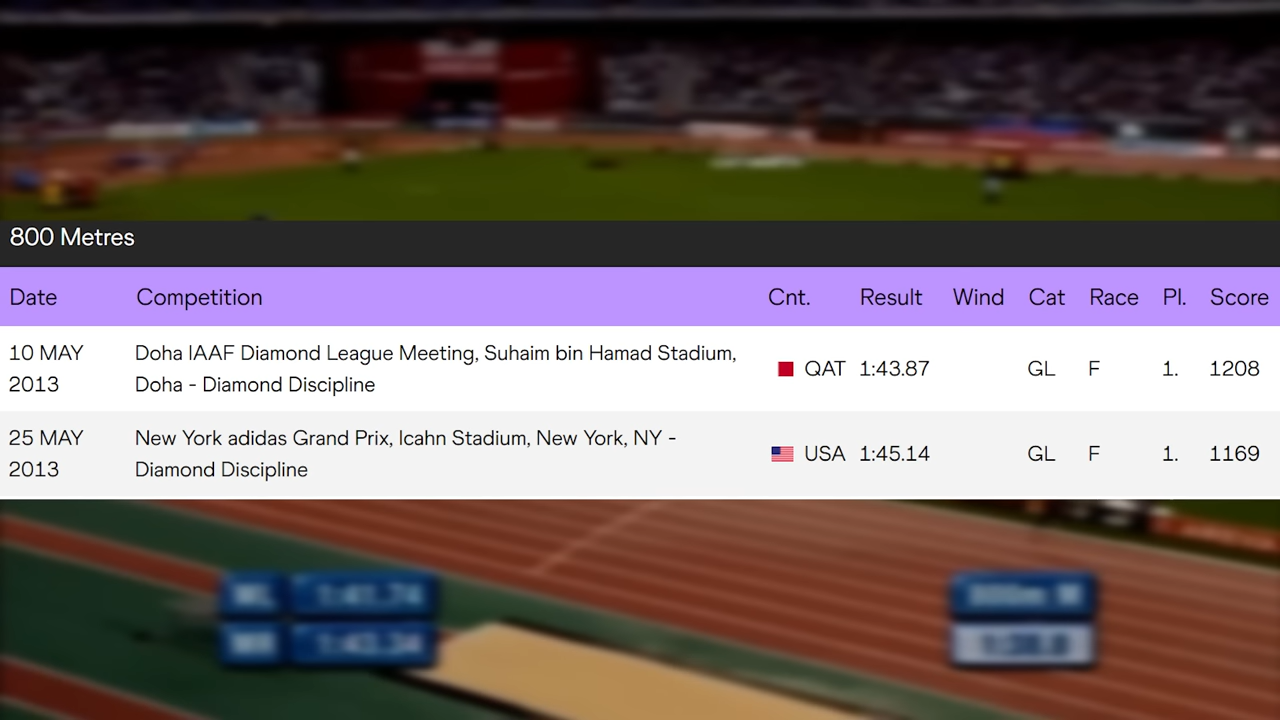 800 Metres
Date Competition Cnt. Result Wind Cat Race Pl. Score
10 MAY 2013 Doha IAAF Diamond League Meeting, Suhaim bin Hamad Stadium, Doha - Diamond Discipline QAT 1:43.87 GL F 1. 1208
25 MAY 2013 New York adidas Grand Prix, Icahn Stadium, New York, NY - Diamond Discipline USA 1:45.14 GL F 1. 1169